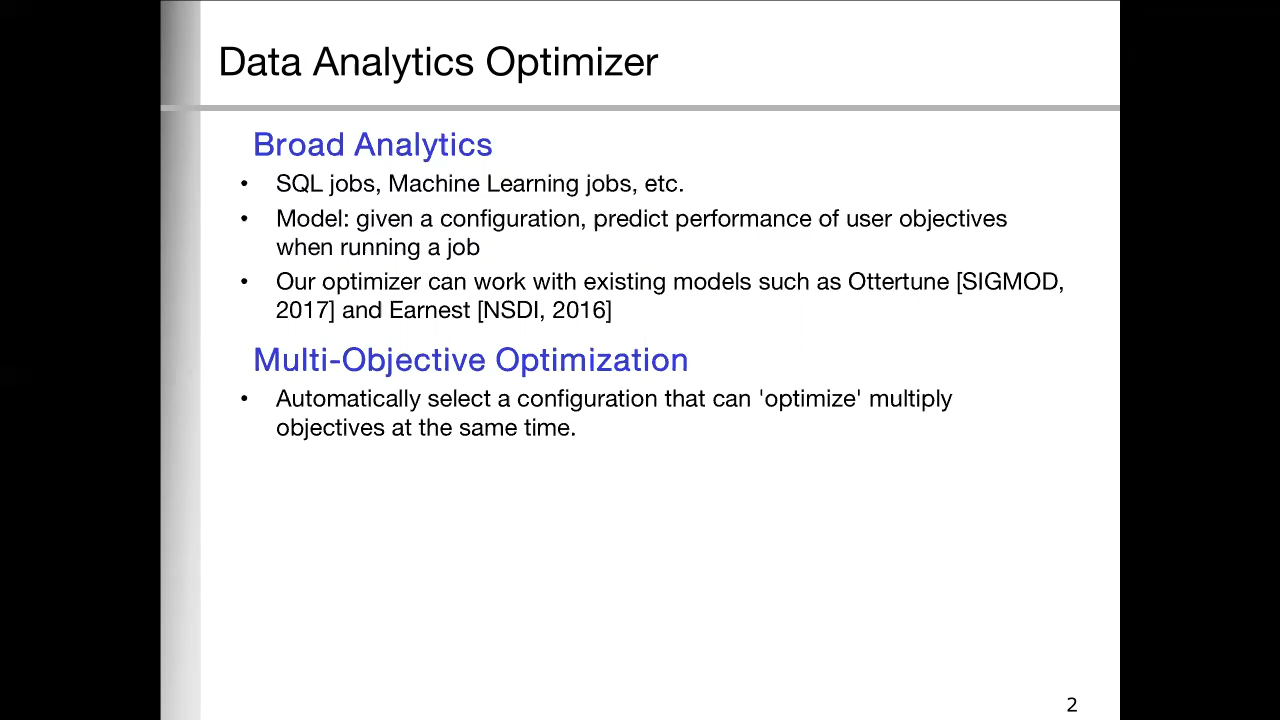 Data Analytics Optimizer
Broad Analytics
• SQL jobs, Machine Learning jobs, etc.
• Model: given a configuration, predict performance of user objectives
when running a job
• Our optimizer can work with existing models such as Ottertune [SIGMOD,
2017] and Earnest [NSDI, 2016]
Multi-Objective Optimization
• Automatically select a configuration that can 'optimize' multiply
objectives at the same time.
2